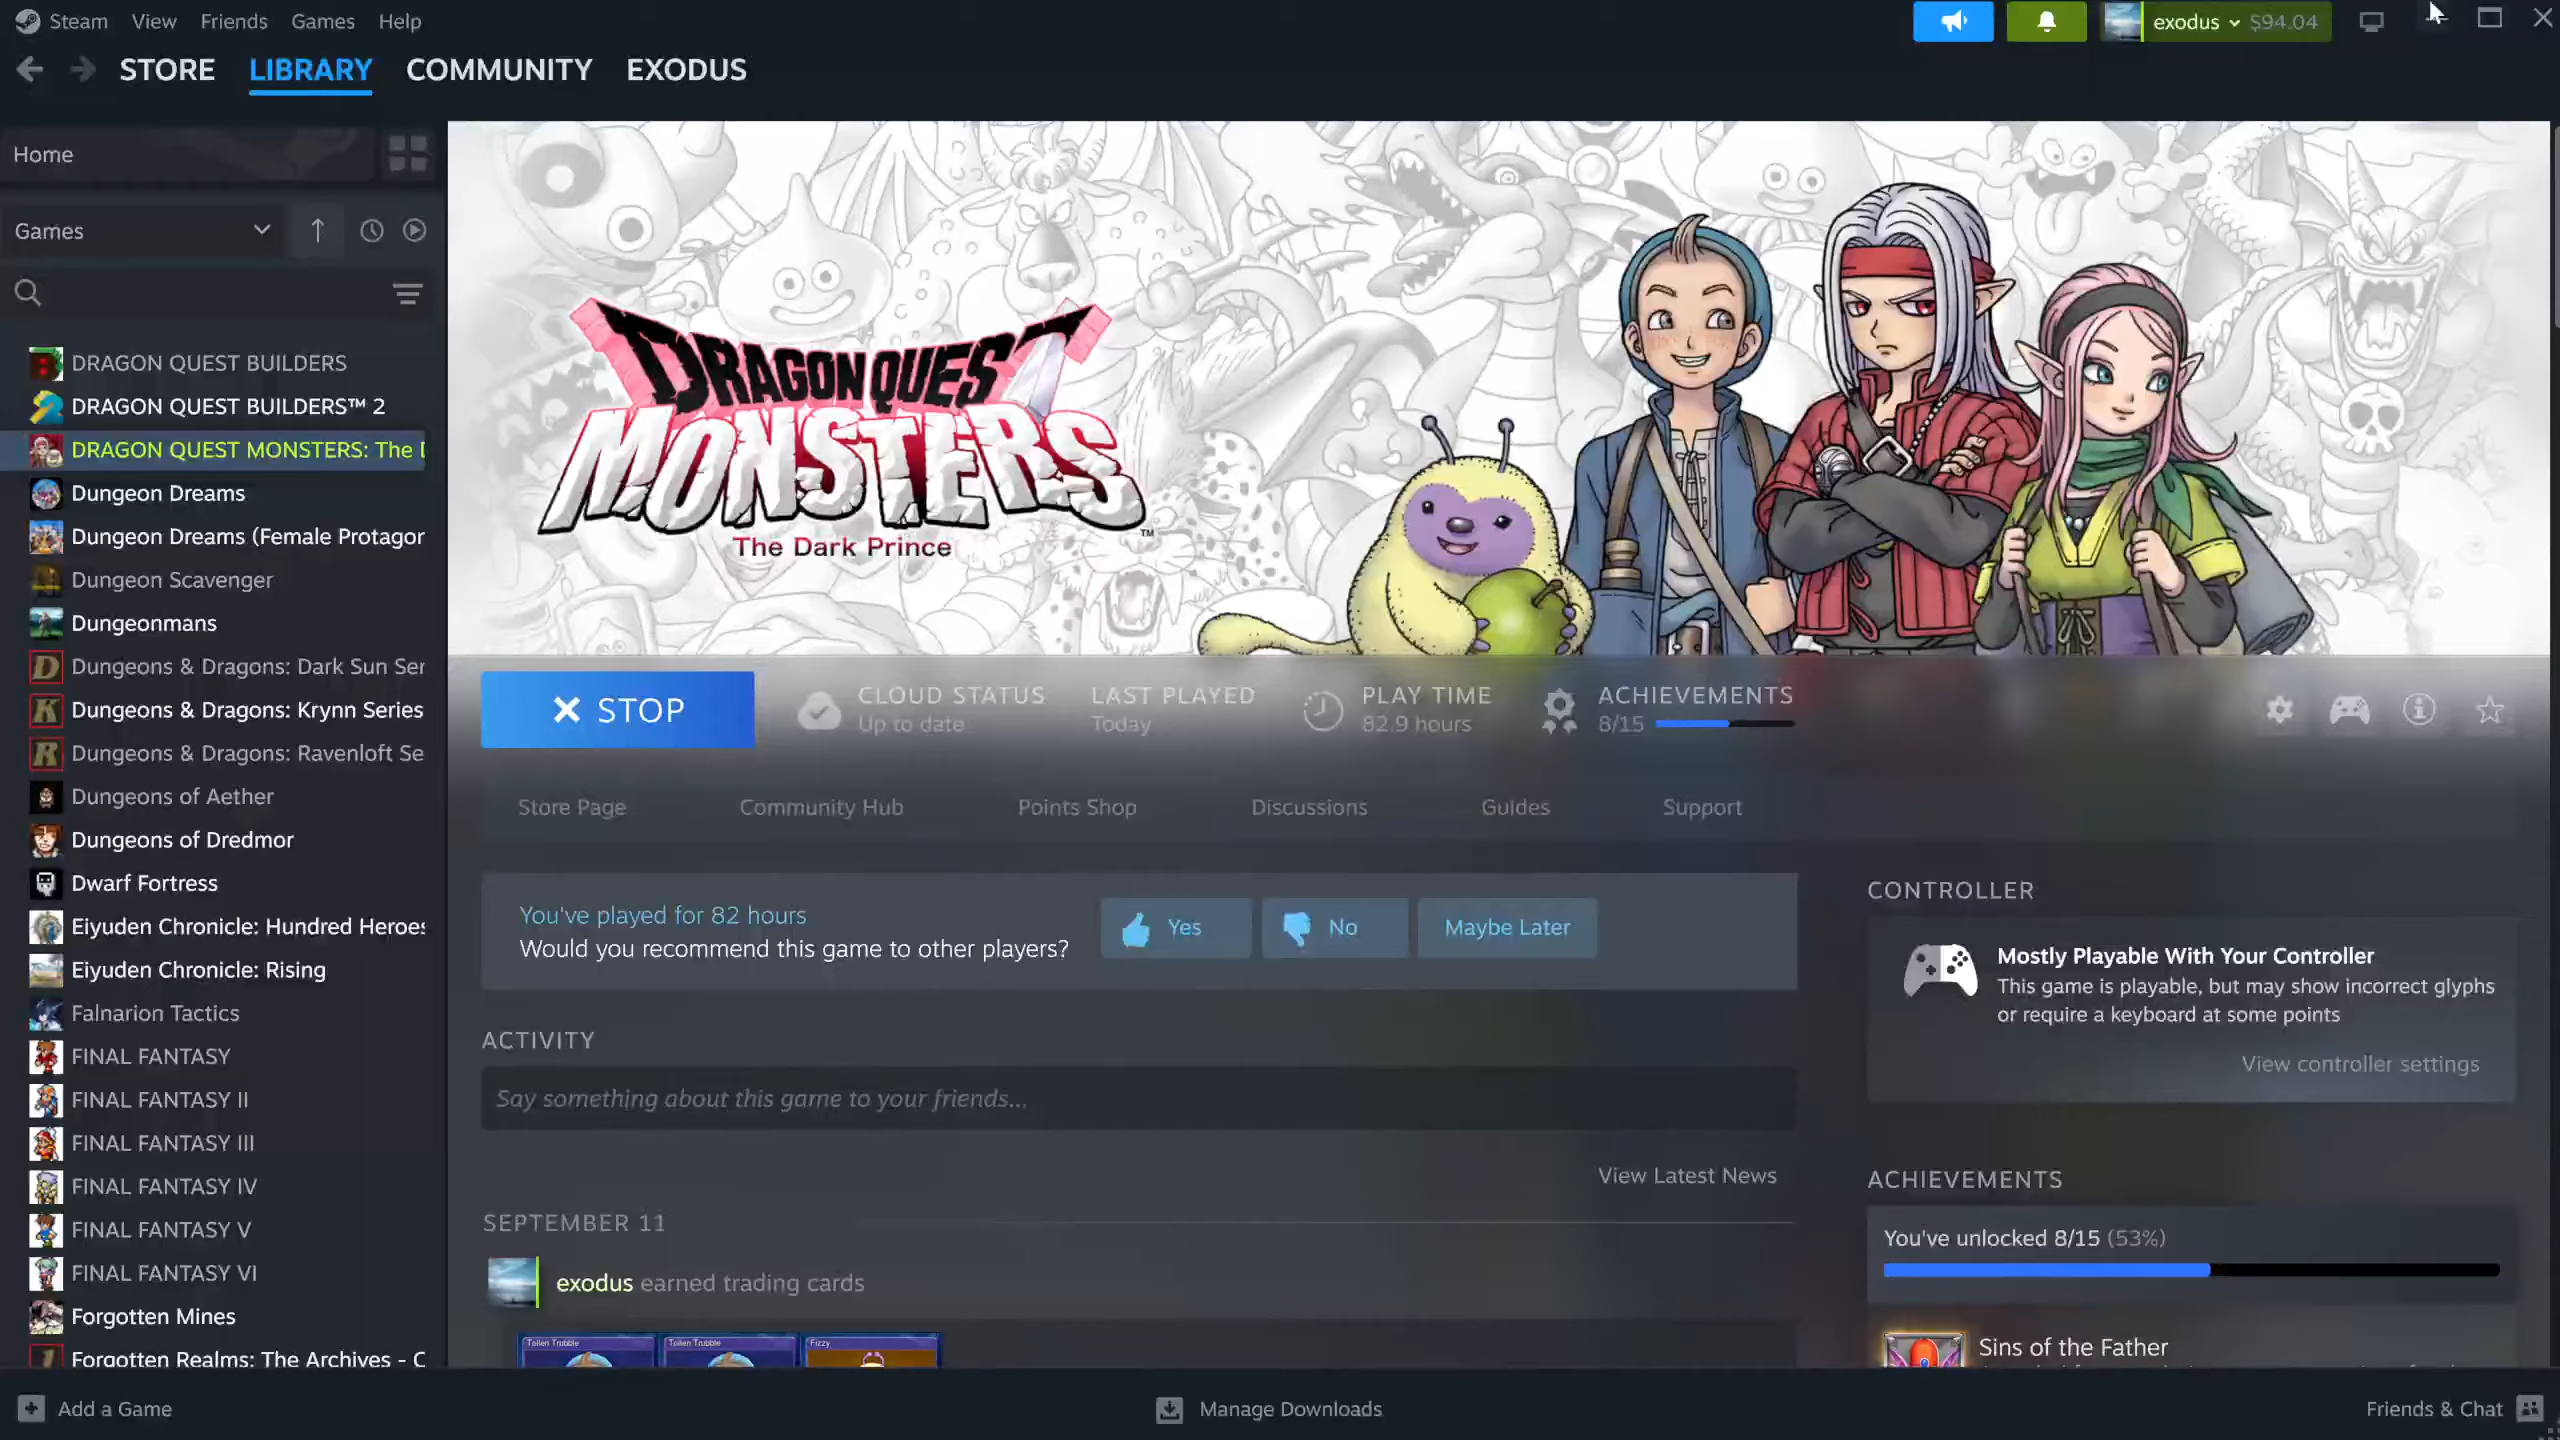 Steam View Friends Games Help
exodus $94.04
STORE LIBRARY COMMUNITY EXODUS
Home
Games
DRAGON QUEST BUILDERS
DRAGON QUEST BUILDERS™ 2
DRAGON QUEST MONSTERS: The D
Dungeon Dreams
Dungeon Dreams (Female Protagon
Dungeon Scavenger
Dungeonmans
Dungeons & Dragons: Dark Sun Ser
Dungeons & Dragons: Krynn Series
Dungeons & Dragons: Ravenloft Se
Dungeons of Aether
Dungeons of Dredmor
Dwarf Fortress
Eiyuden Chronicle: Hundred Heroes
Eiyuden Chronicle: Rising
Falnarion Tactics
FINAL FANTASY
FINAL FANTASY II
FINAL FANTASY III
FINAL FANTASY IV
FINAL FANTASY V
FINAL FANTASY VI
Forgotten Mines
Forgotten Realms: The Archives - C
DRAGON QUEST
MONSTERS™
The Dark Prince
STOP
CLOUD STATUS
Up to date
LAST PLAYED
Today
PLAY TIME
82.9 hours
ACHIEVEMENTS
8/15
Store Page Community Hub Points Shop Discussions Guides Support
You've played for 82 hours
Would you recommend this game to other players?
Yes No Maybe Later
ACTIVITY
Say something about this game to your friends...
View Latest News
SEPTEMBER 11
exodus earned trading cards
Toilen Trubble Toilen Trubble Fizzy
CONTROLLER
Mostly Playable With Your Controller
This game is playable, but may show incorrect glyphs
or require a keyboard at some points
View controller settings
ACHIEVEMENTS
You've unlocked 8/15 (53%)
Sins of the Father
Add a Game
Manage Downloads
Friends & Chat